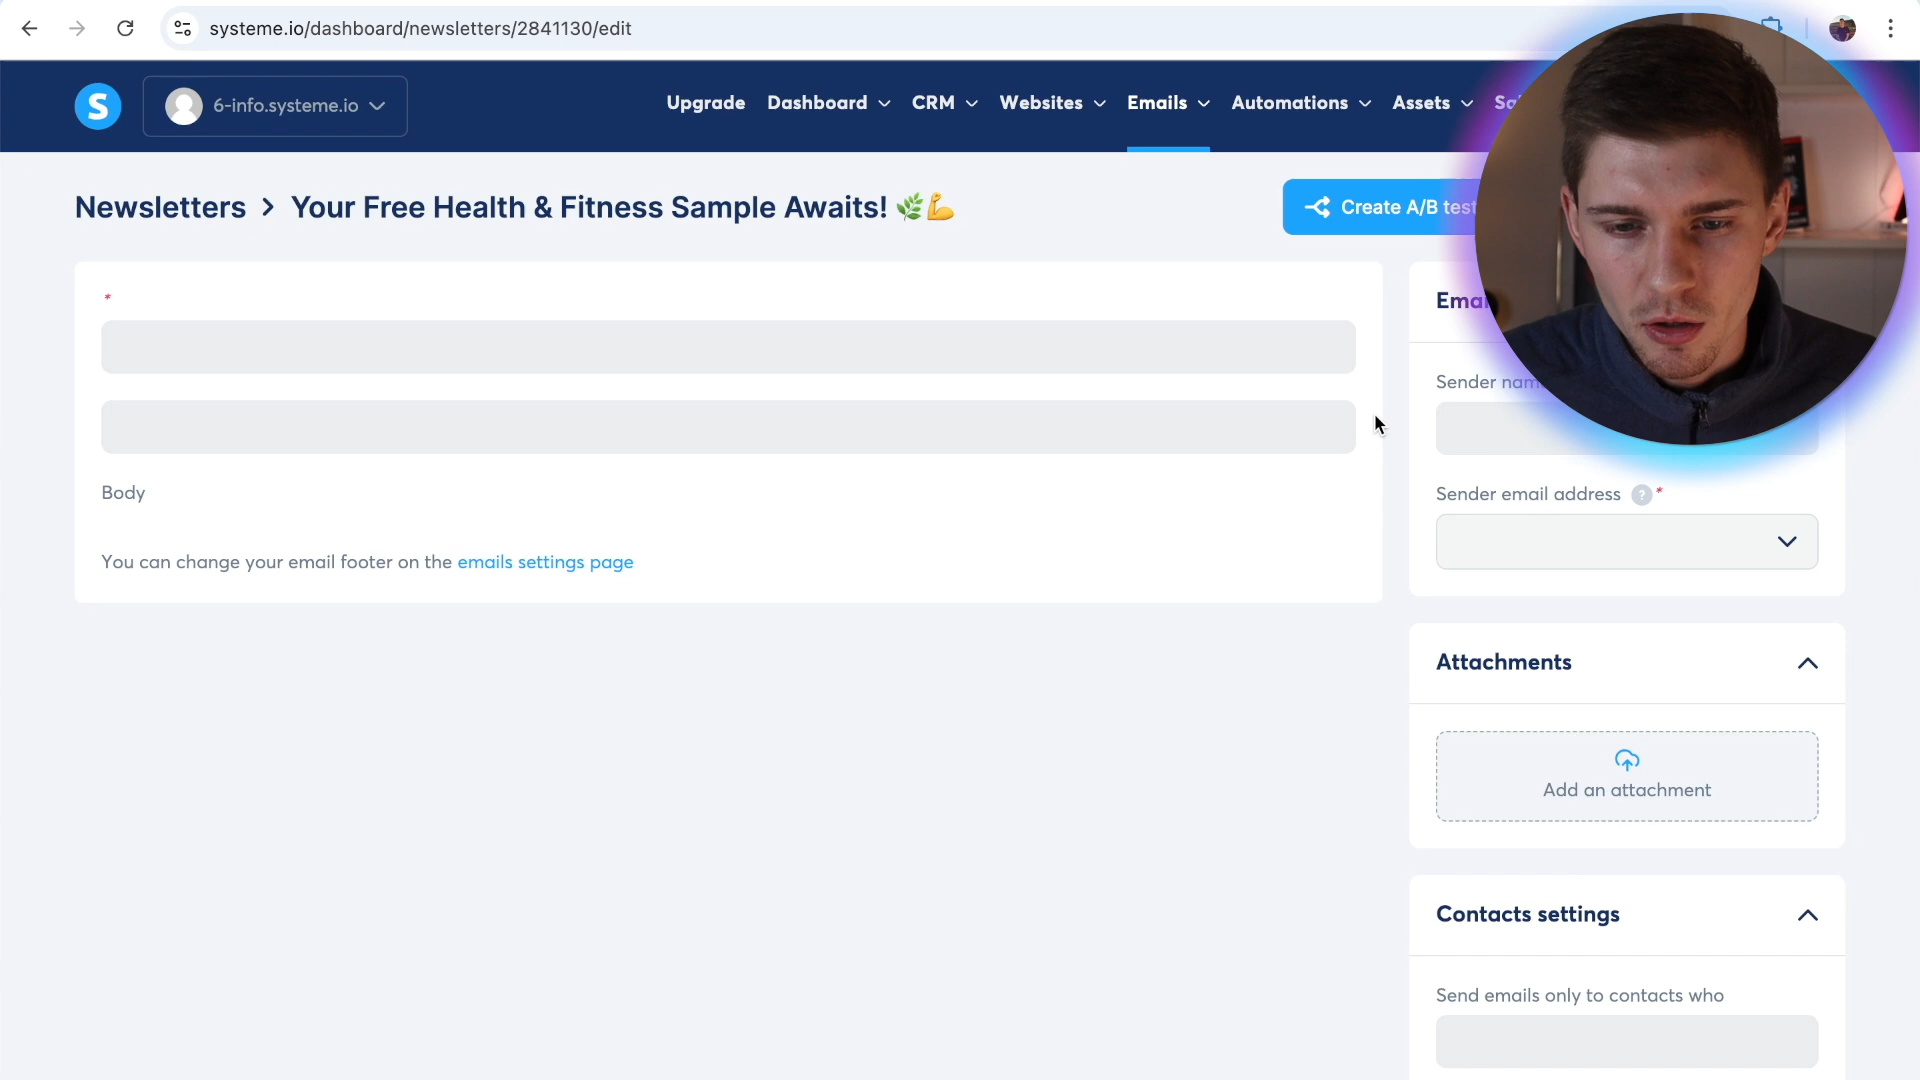 systeme.io/dashboard/newsletters/2841130/edit
S
6-info.systeme.io
Upgrade Dashboard CRM Websites Emails Automations Assets
Newsletters > Your Free Health & Fitness Sample Awaits! 🌿💪
Create A/B test
*
Sender name
Body
Sender email address ? *
You can change your email footer on the emails settings page
Attachments
Add an attachment
Contacts settings
Send emails only to contacts who